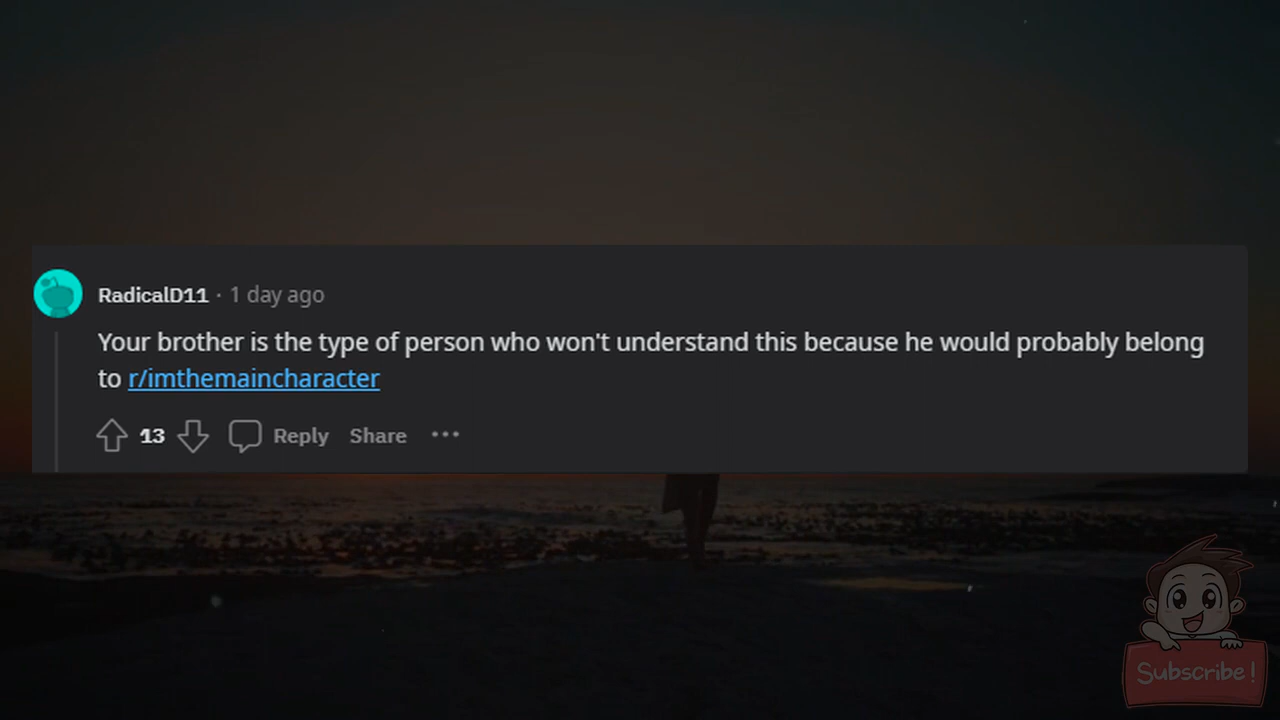 RadicalD11 · 1 day ago
Your brother is the type of person who won't understand this because he would probably belong
to r/imthemaincharacter
13 Reply Share ···
Subscribe!